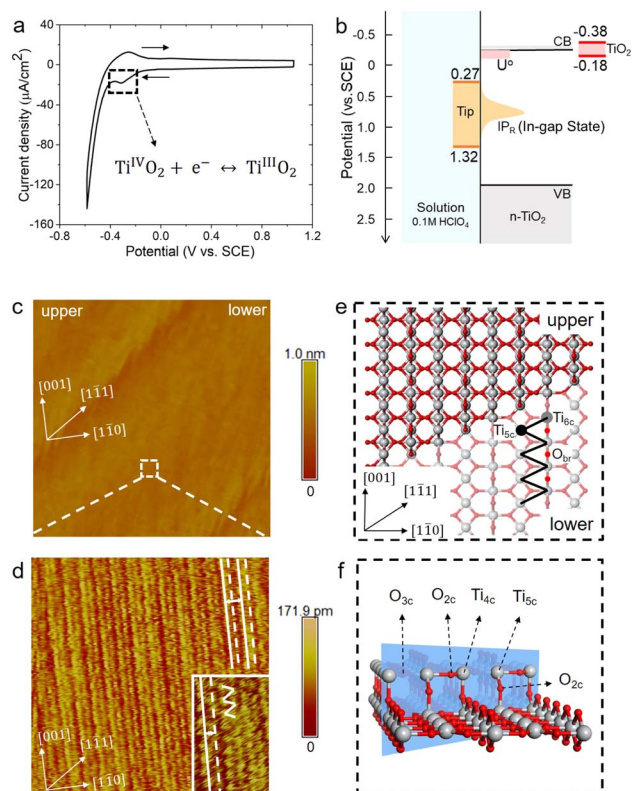 a
Current density (μA/cm²)
40
0
-40
-80
-120
-160
-0.8
-0.4
0.0
0.4
0.8
1.2
Potential (V vs. SCE)
Ti^IV O₂ + e⁻ ↔ Ti^III O₂
b
Potential (vs.SCE)
-0.5
0
0.5
1.0
1.5
2.0
2.5
CB
-0.38
TiO₂
-0.18
U°
0.27
Tip
1.32
IP_R (In-gap State)
VB
n-TiO₂
Solution
0.1M HClO₄
c
upper
lower
[001]
[11̄1]
[11̄0]
1.0 nm
0
d
[001]
[11̄1]
[11̄0]
171.9 pm
0
e
upper
Ti5c
Ti6c
Obr
[001]
[11̄1]
[11̄0]
lower
f
O3c
O2c
Ti4c
Ti5c
O2c